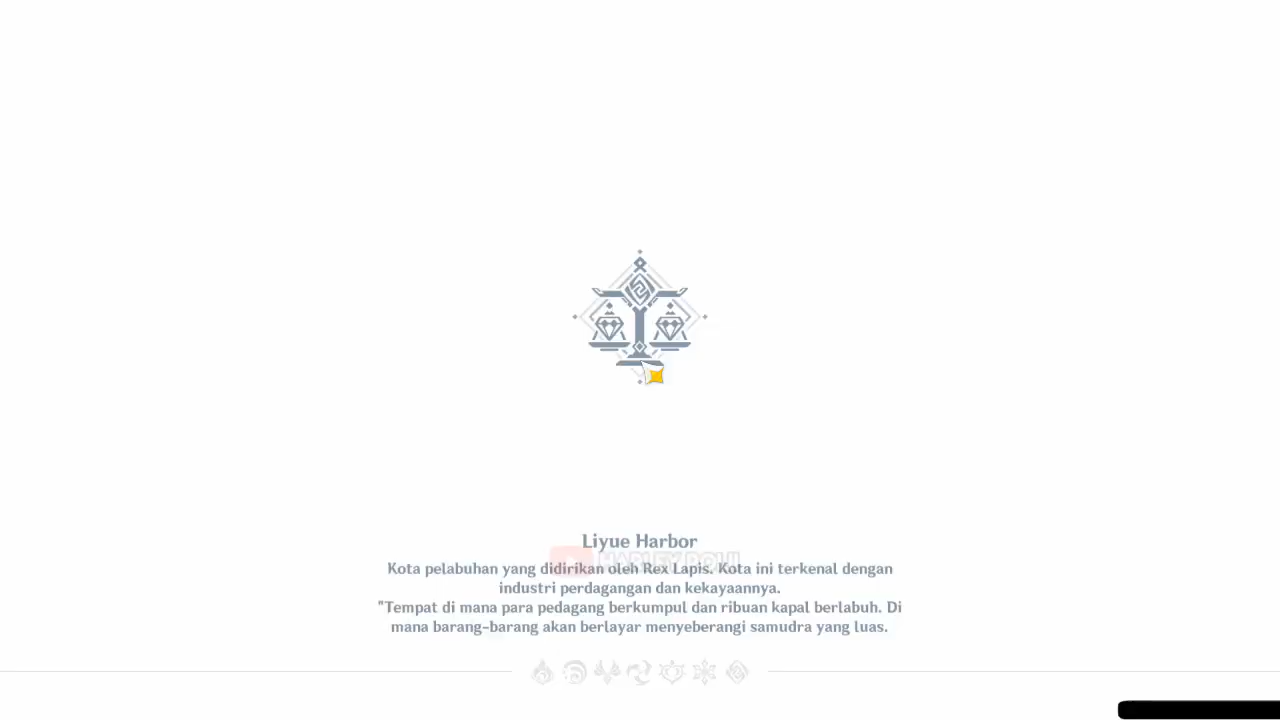 Liyue Harbor
Kota pelabuhan yang didirikan oleh Rex Lapis. Kota ini terkenal dengan
industri perdagangan dan kekayaannya.
"Tempat di mana para pedagang berkumpul dan ribuan kapal berlabuh. Di
mana barang-barang akan berlayar menyeberangi samudra yang luas.